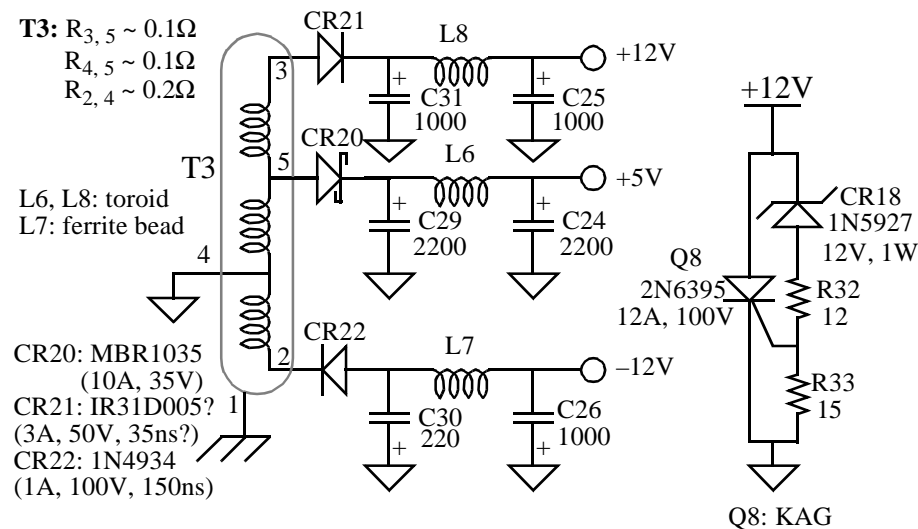 T3: R3, 5 ~ 0.1Ω
R4, 5 ~ 0.1Ω
R2, 4 ~ 0.2Ω
CR21
L8
+12V
3
+
C31
1000
+
C25
1000
T3
CR20
L6
5
+5V
+
C29
2200
+
C24
2200
L6, L8: toroid
L7: ferrite bead
4
CR22
L7
2
–12V
C30
220
+
C26
1000
+
1
CR20: MBR1035
(10A, 35V)
CR21: IR31D005?
(3A, 50V, 35ns?)
CR22: 1N4934
(1A, 100V, 150ns)
+12V
CR18
1N5927
12V, 1W
Q8
2N6395
12A, 100V
R32
12
R33
15
Q8: KAG